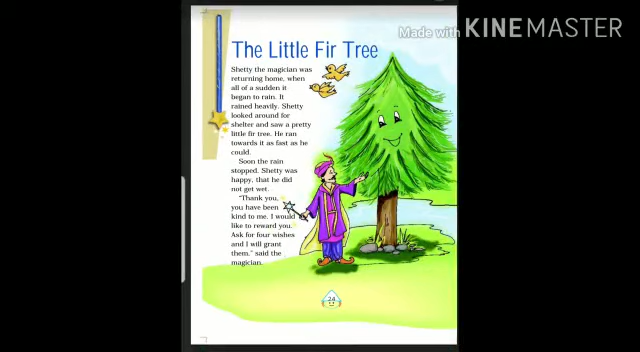 Made with KINEMASTER
The Little Fir Tree
Shetty the magician was
returning home, when
all of a sudden it
began to rain. It
rained heavily. Shetty
looked around for
shelter and saw a pretty
little fir tree. He ran
towards it as fast as he
could.
Soon the rain
stopped. Shetty was
happy, that he did
not get wet.
"Thank you,
you have been
kind to me. I would
like to reward you.
Ask for four wishes
and I will grant
them," said the
magician.
24